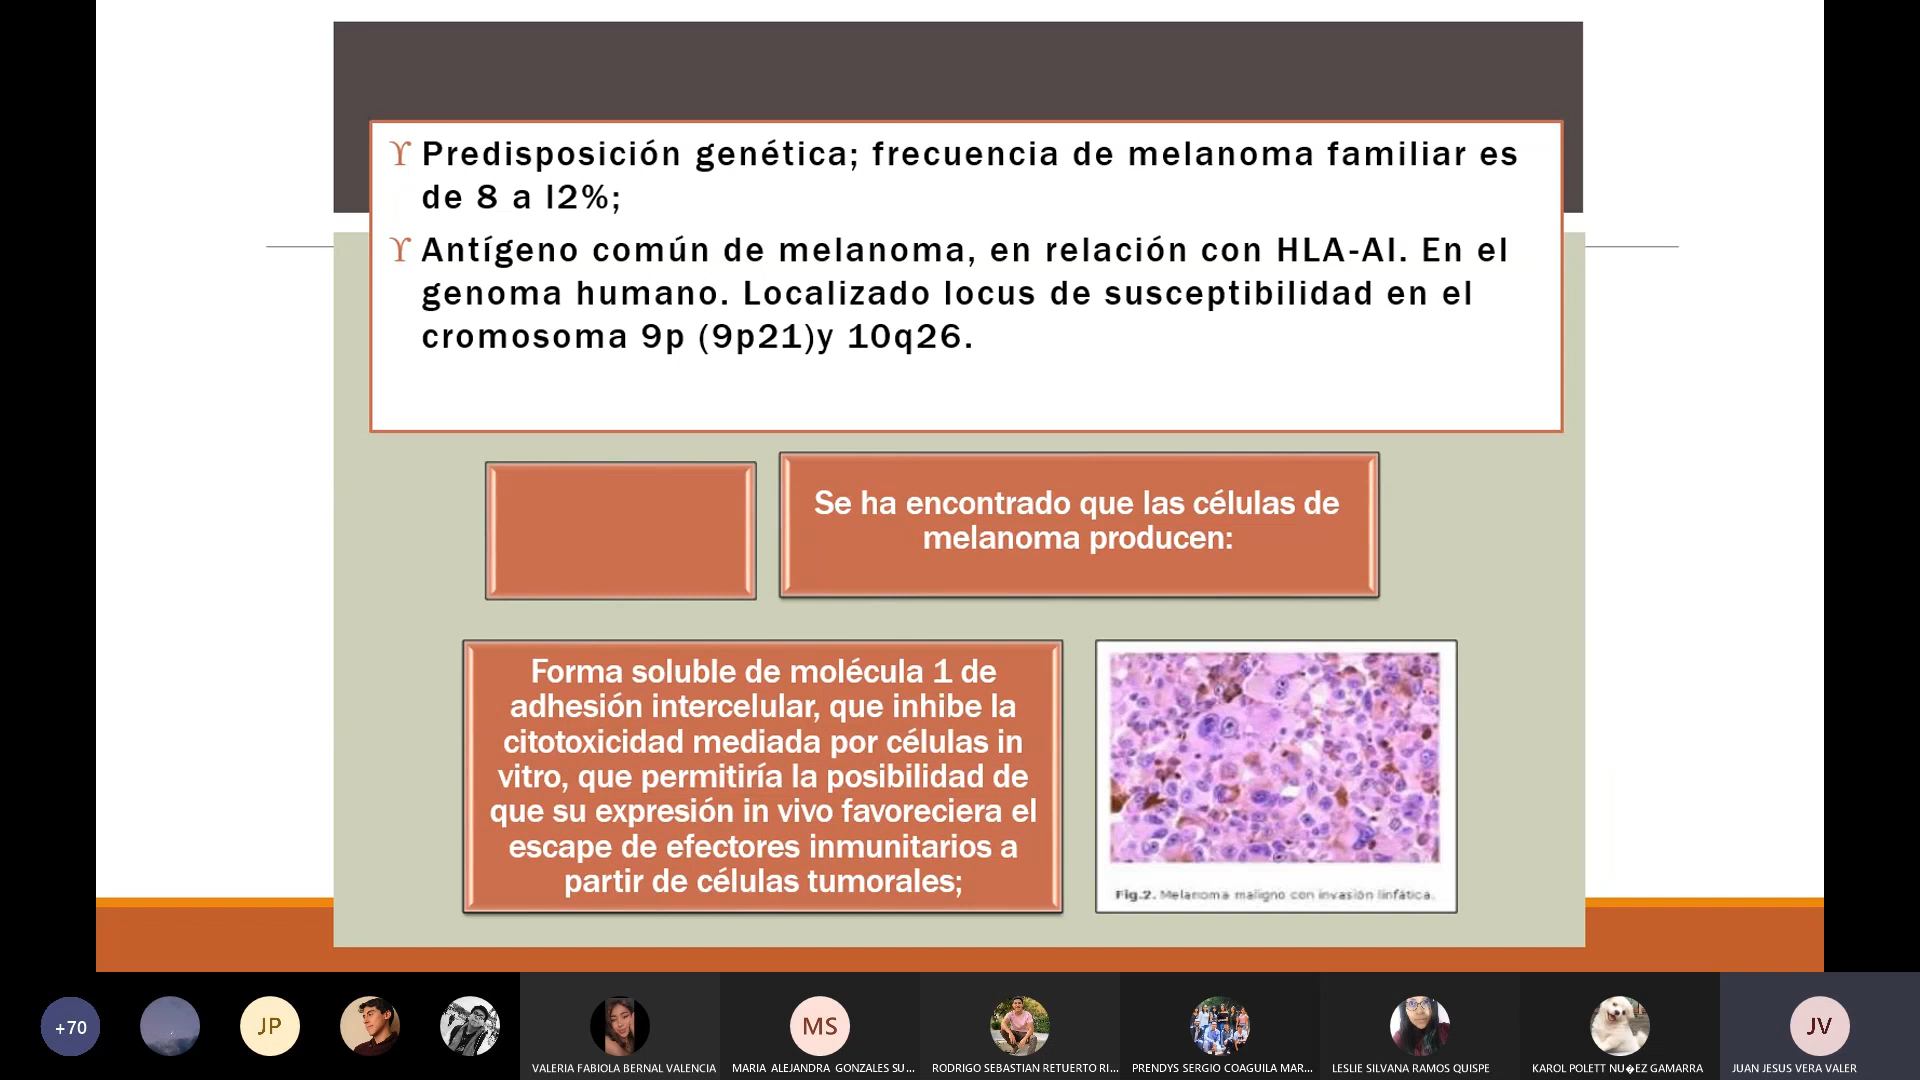 Predisposición genética; frecuencia de melanoma familiar es
de 8 a l2%;
Antígeno común de melanoma, en relación con HLA-Al. En el
genoma humano. Localizado locus de susceptibilidad en el
cromosoma 9p (9p21)y 10q26.
Se ha encontrado que las células de
melanoma producen:
Forma soluble de molécula 1 de
adhesión intercelular, que inhibe la
citotoxicidad mediada por células in
vitro, que permitiría la posibilidad de
que su expresión in vivo favoreciera el
escape de efectores inmunitarios a
partir de células tumorales;
Fig.2. Melanoma maligno con invasión linfática.
+70
JP
MS
JV
VALERIA FABIOLA BERNAL VALENCIA
MARIA ALEJANDRA GONZALES SU...
RODRIGO SEBASTIAN RETUERTO RI...
PRENDYS SERGIO COAGUILA MAR...
LESLIE SILVANA RAMOS QUISPE
KAROL POLETT NU�EZ GAMARRA
JUAN JESUS VERA VALER